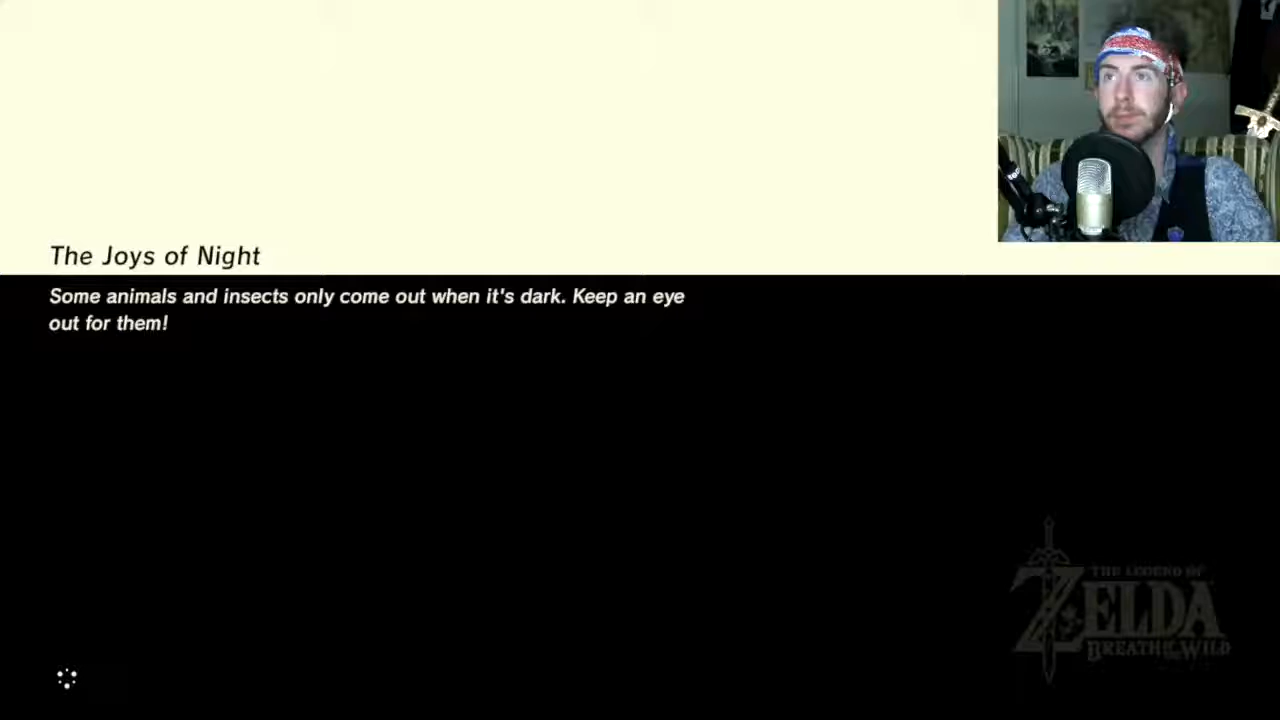 The Joys of Night
Some animals and insects only come out when it's dark. Keep an eye
out for them!
THE LEGEND OF
ZELDA
BREATH OF THE WILD